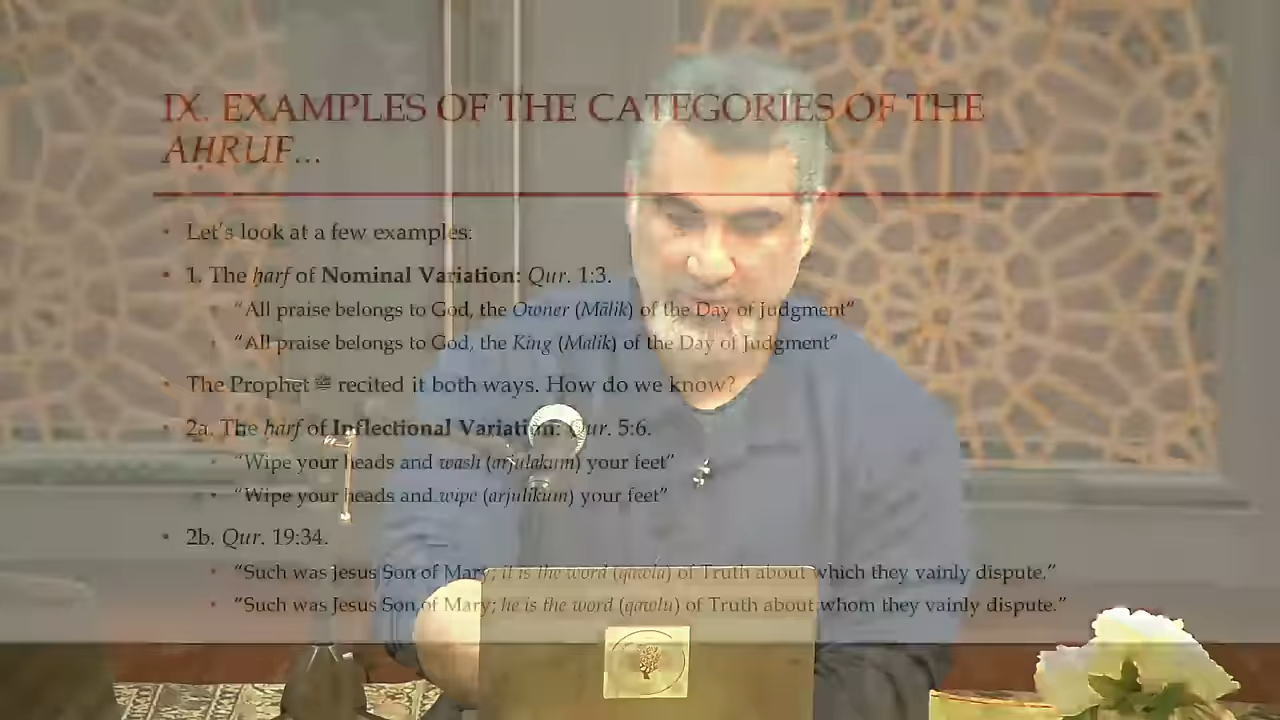 IX. EXAMPLES OF THE CATEGORIES OF THE
AḤRUF...
• Let's look at a few examples:
• 1. The ḥarf of Nominal Variation: Qur. 1:3.
• "All praise belongs to God, the Owner (Mālik) of the Day of Judgment"
• "All praise belongs to God, the King (Malik) of the Day of Judgment"
• The Prophet ﷺ recited it both ways. How do we know?
• 2a. The ḥarf of Inflectional Variation: Qur. 5:6.
• "Wipe your heads and wash (arjulakum) your feet"
• "Wipe your heads and wipe (arjulikum) your feet"
• 2b. Qur. 19:34.
• "Such was Jesus Son of Mary; it is the word (qawla) of Truth about which they vainly dispute."
• "Such was Jesus Son of Mary; he is the word (qawlu) of Truth about whom they vainly dispute."